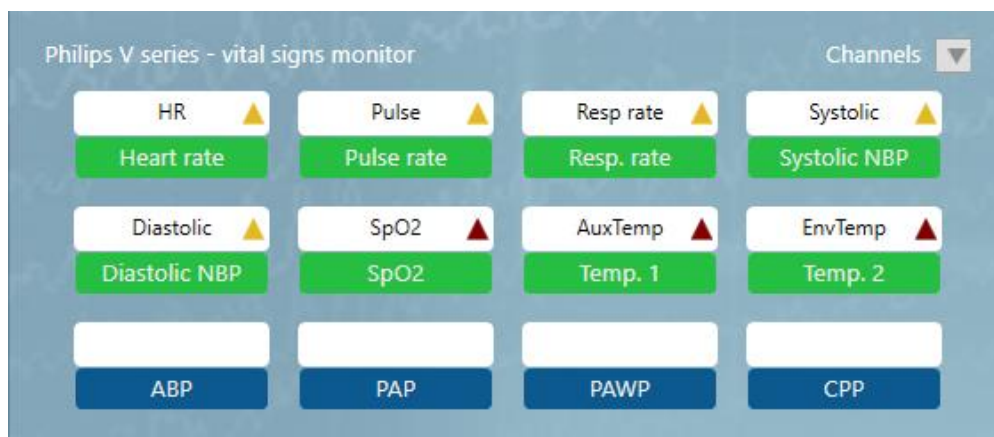 Philips V series - vital signs monitor Channels
HR Pulse Resp rate Systolic
Heart rate Pulse rate Resp. rate Systolic NBP
Diastolic SpO2 AuxTemp EnvTemp
Diastolic NBP SpO2 Temp. 1 Temp. 2
ABP PAP PAWP CPP